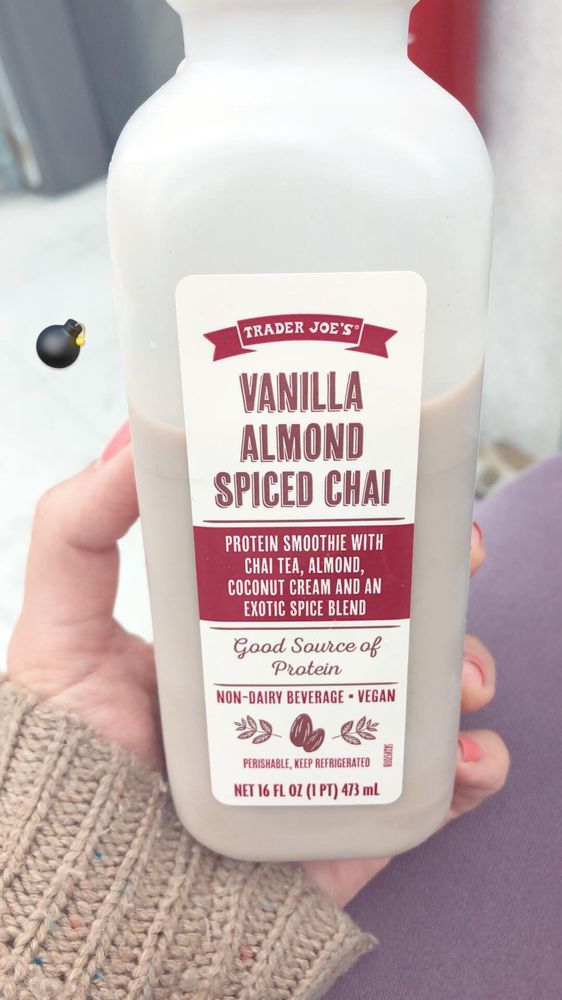 TRADER JOE'S®
VANILLA
ALMOND
SPICED CHAI
PROTEIN SMOOTHIE WITH
CHAI TEA, ALMOND,
COCONUT CREAM AND AN
EXOTIC SPICE BLEND
Good Source of
Protein
NON-DAIRY BEVERAGE • VEGAN
PERISHABLE, KEEP REFRIGERATED
NET 16 FL OZ (1 PT) 473 mL